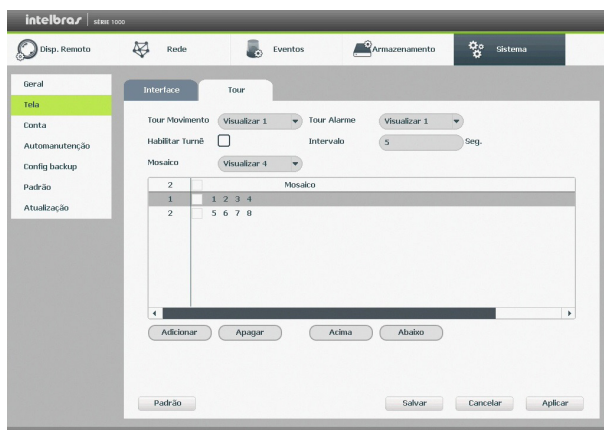 intelbras SÉRIE 1000
Disp. Remoto Rede Eventos Armazenamento Sistema
Geral
Tela
Conta
Automanutenção
Config backup
Padrão
Atualização
Interface Tour
Tour Movimento Visualizar 1 Tour Alarme Visualizar 1
Habilitar Turnê Intervalo 5 Seg.
Mosaico Visualizar 4
2 Mosaico
1 1 2 3 4
2 5 6 7 8
Adicionar Apagar Acima Abaixo
Padrão Salvar Cancelar Aplicar